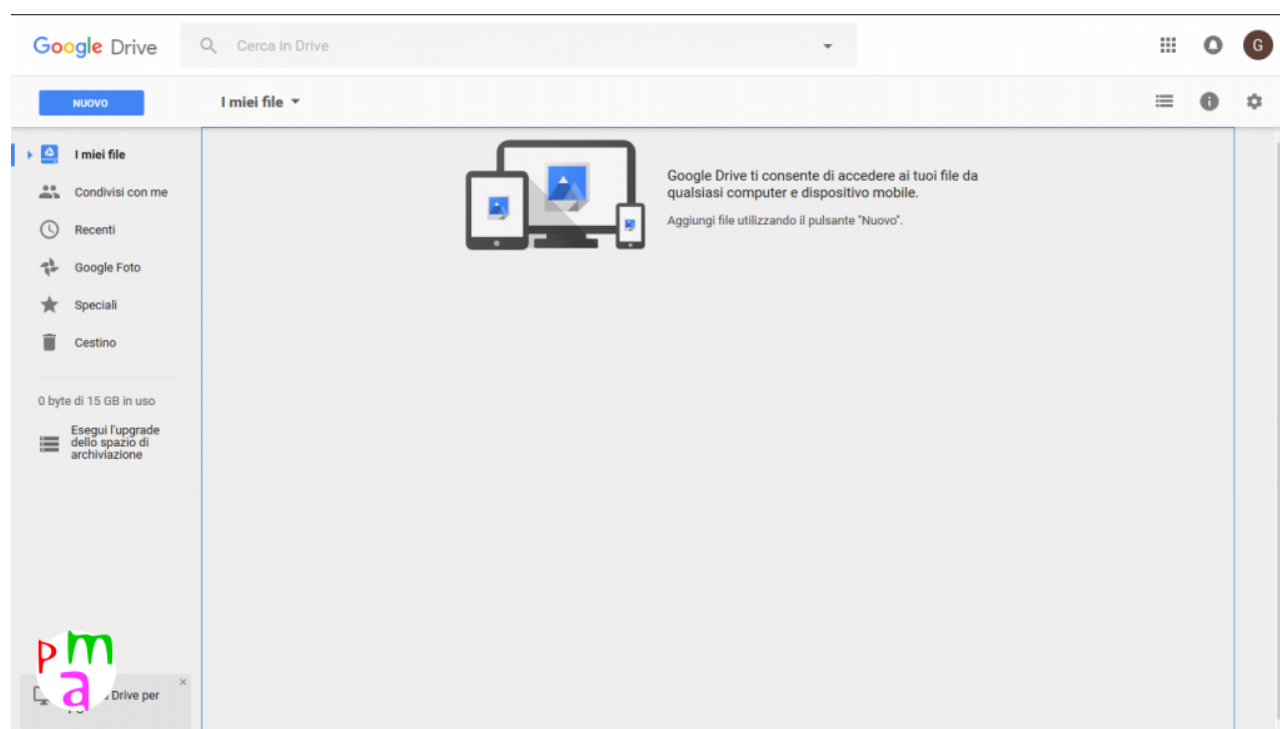 Google Drive
Cerca in Drive
G
NUOVO
I miei file
I miei file
Condivisi con me
Recenti
Google Foto
Speciali
Cestino
0 byte di 15 GB in uso
Esegui l'upgrade
dello spazio di
archiviazione
Google Drive ti consente di accedere ai tuoi file da
qualsiasi computer e dispositivo mobile.
Aggiungi file utilizzando il pulsante "Nuovo".
p m
a
Drive per